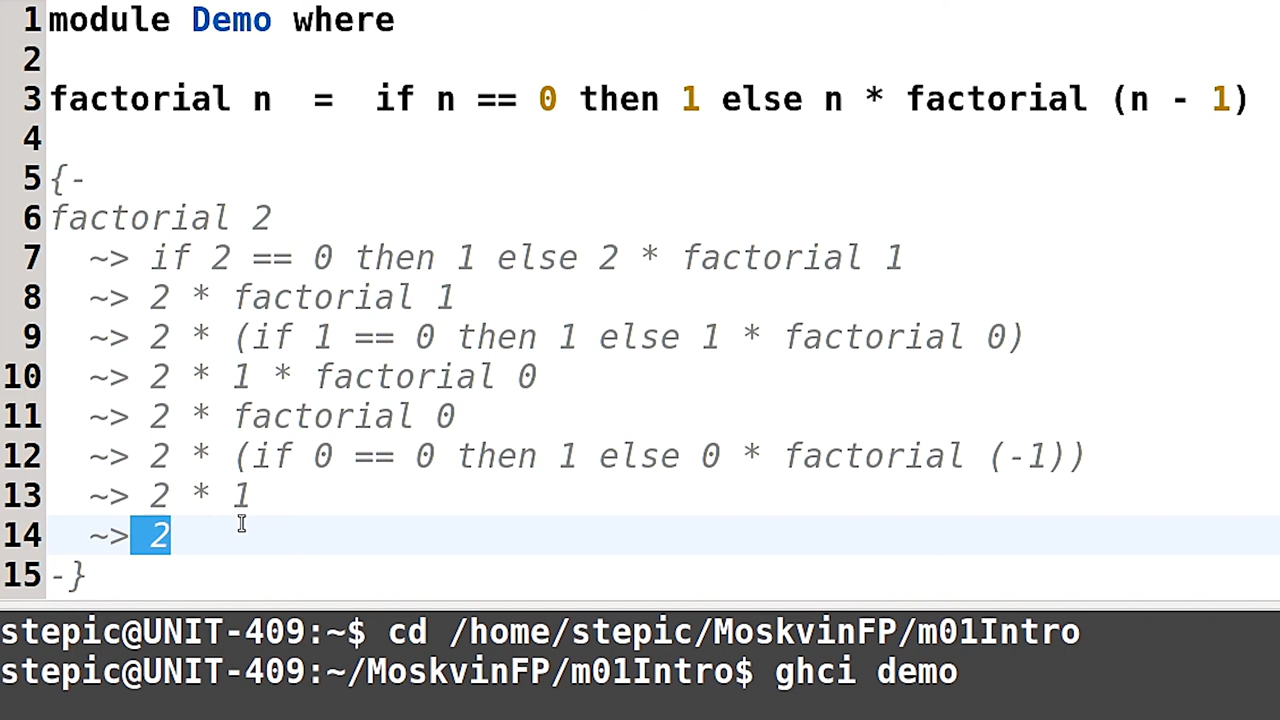 1 module Demo where
2
3 factorial n  =  if n == 0 then 1 else n * factorial (n - 1)
4
5 {-
6 factorial 2
7   ~> if 2 == 0 then 1 else 2 * factorial 1
8   ~> 2 * factorial 1
9   ~> 2 * (if 1 == 0 then 1 else 1 * factorial 0)
10   ~> 2 * 1 * factorial 0
11   ~> 2 * factorial 0
12   ~> 2 * (if 0 == 0 then 1 else 0 * factorial (-1))
13   ~> 2 * 1
14   ~> 2
15 -}
stepic@UNIT-409:~$ cd /home/stepic/MoskvinFP/m01Intro
stepic@UNIT-409:~/MoskvinFP/m01Intro$ ghci demo